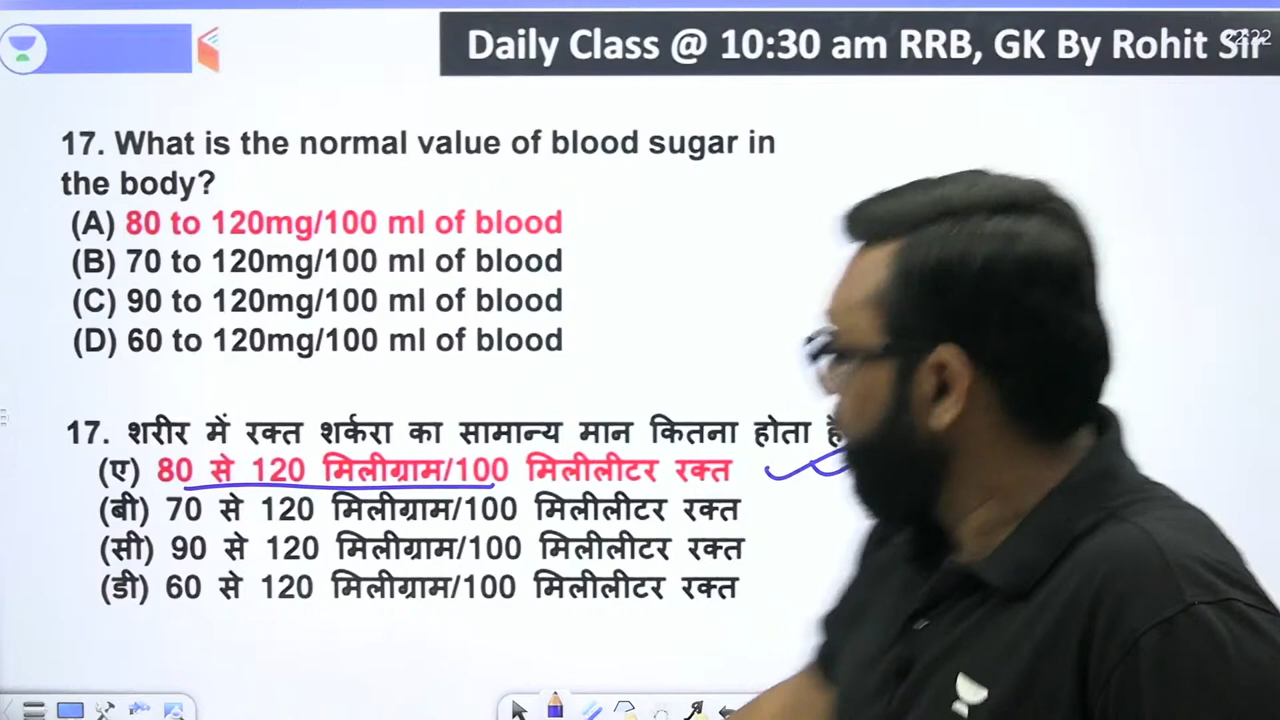 Daily Class @ 10:30 am RRB, GK By Rohit Sir
17. What is the normal value of blood sugar in
the body?
(A) 80 to 120mg/100 ml of blood
(B) 70 to 120mg/100 ml of blood
(C) 90 to 120mg/100 ml of blood
(D) 60 to 120mg/100 ml of blood
17. शरीर में रक्त शर्करा का सामान्य मान कितना होता
(ए) 80 से 120 मिलीग्राम/100 मिलीलीटर रक्त
(बी) 70 से 120 मिलीग्राम/100 मिलीलीटर रक्त
(सी) 90 से 120 मिलीग्राम/100 मिलीलीटर रक्त
(डी) 60 से 120 मिलीग्राम/100 मिलीलीटर रक्त